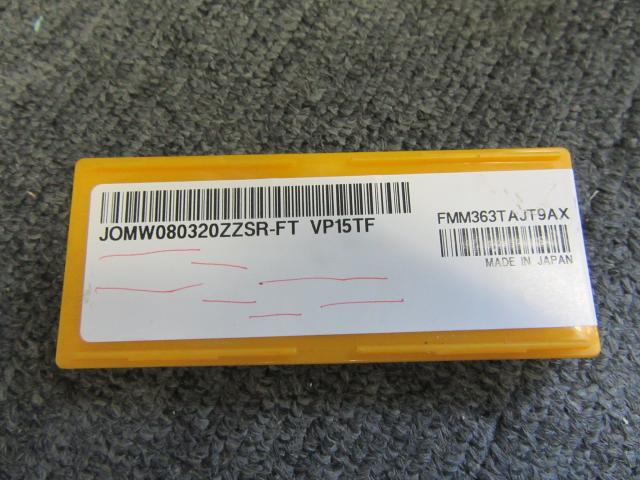 JOMW080320ZZSR-FT VP15TF
FMM363TAJT9AX
MADE IN JAPAN